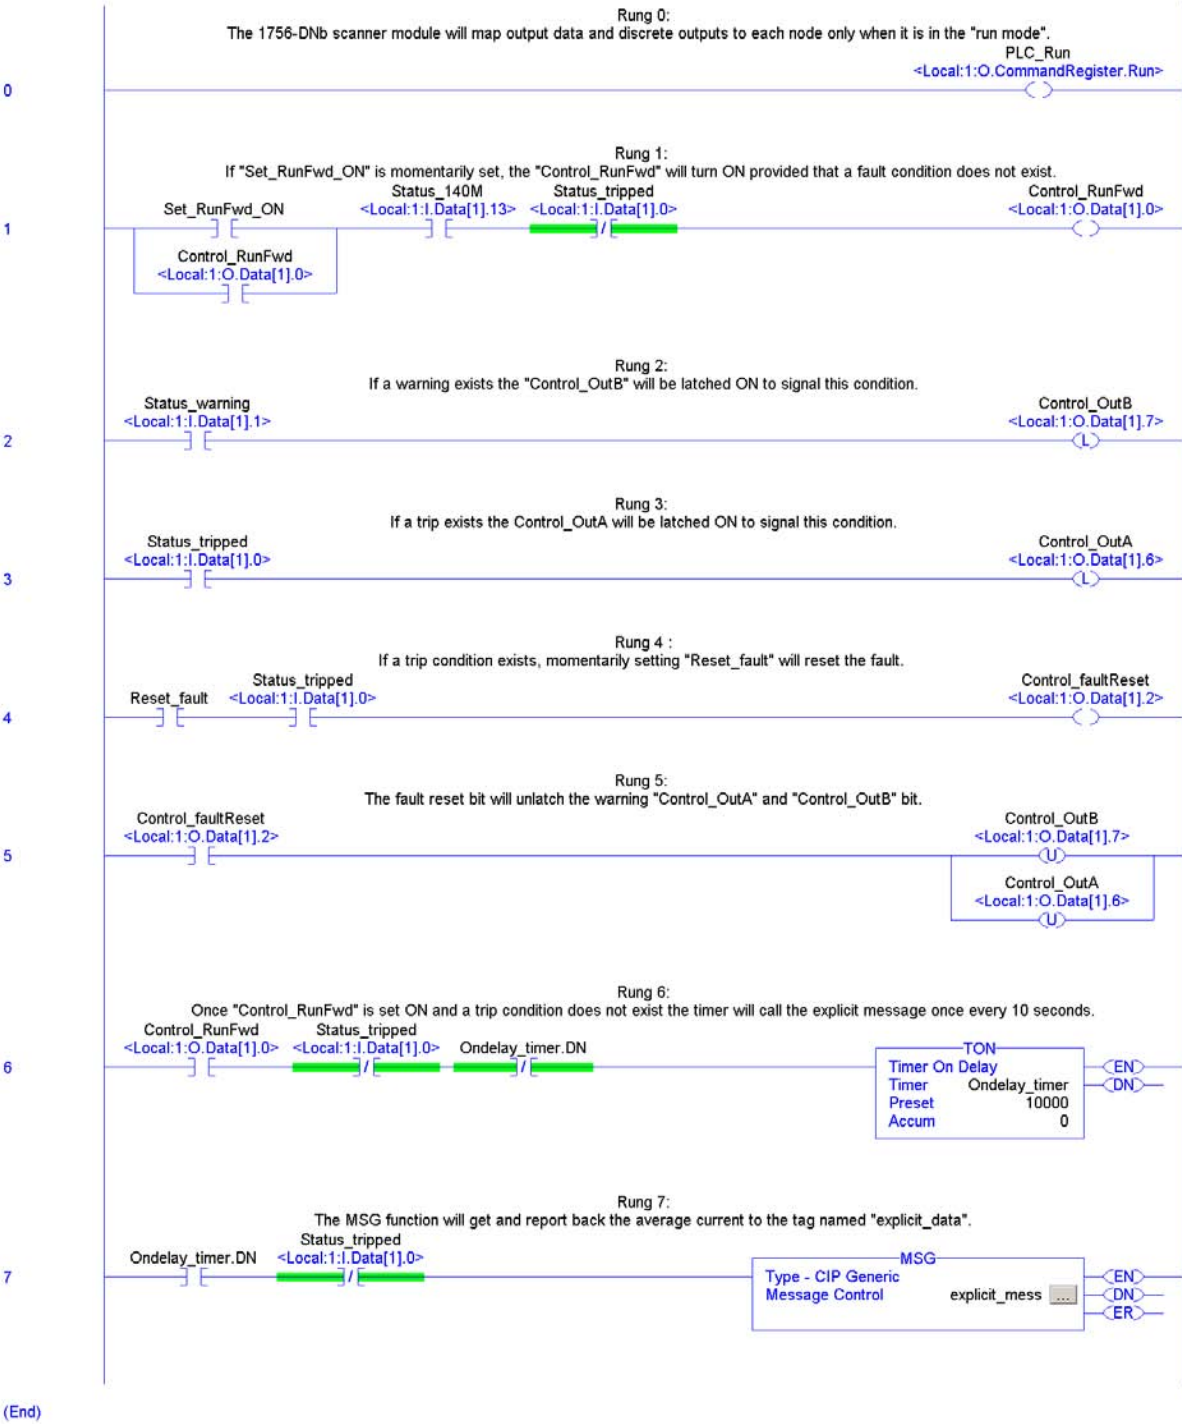 Rung 0:
The 1756-DNb scanner module will map output data and discrete outputs to each node only when it is in the "run mode".
PLC_Run
<Local:1:O.CommandRegister.Run>
0
Rung 1:
If "Set_RunFwd_ON" is momentarily set, the "Control_RunFwd" will turn ON provided that a fault condition does not exist.
Status_140M Status_tripped Control_RunFwd
Set_RunFwd_ON <Local:1:I.Data[1].13> <Local:1:I.Data[1].0> <Local:1:O.Data[1].0>
1
Control_RunFwd
<Local:1:O.Data[1].0>
Rung 2:
If a warning exists the "Control_OutB" will be latched ON to signal this condition.
Status_warning Control_OutB
<Local:1:I.Data[1].1> <Local:1:O.Data[1].7>
2 L
Rung 3:
If a trip exists the Control_OutA will be latched ON to signal this condition.
Status_tripped Control_OutA
<Local:1:I.Data[1].0> <Local:1:O.Data[1].6>
3 L
Rung 4 :
If a trip condition exists, momentarily setting "Reset_fault" will reset the fault.
Status_tripped Control_faultReset
Reset_fault <Local:1:I.Data[1].0> <Local:1:O.Data[1].2>
4
Rung 5:
The fault reset bit will unlatch the warning "Control_OutA" and "Control_OutB" bit.
Control_faultReset Control_OutB
<Local:1:O.Data[1].2> <Local:1:O.Data[1].7>
5 U
Control_OutA
<Local:1:O.Data[1].6>
U
Rung 6:
Once "Control_RunFwd" is set ON and a trip condition does not exist the timer will call the explicit message once every 10 seconds.
Control_RunFwd Status_tripped
<Local:1:O.Data[1].0> <Local:1:I.Data[1].0> Ondelay_timer.DN TON
6 Timer On Delay EN
Timer Ondelay_timer DN
Preset 10000
Accum 0
Rung 7:
The MSG function will get and report back the average current to the tag named "explicit_data".
Status_tripped
Ondelay_timer.DN <Local:1:I.Data[1].0> MSG
7 Type - CIP Generic EN
Message Control explicit_mess ... DN
ER
(End)